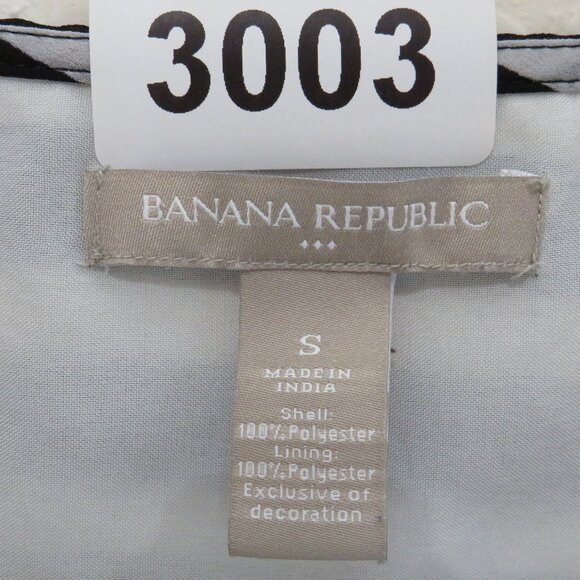 3003
BANANA REPUBLIC
S
MADE IN
INDIA
Shell:
100% Polyester
Lining:
100% Polyester
Exclusive of
decoration